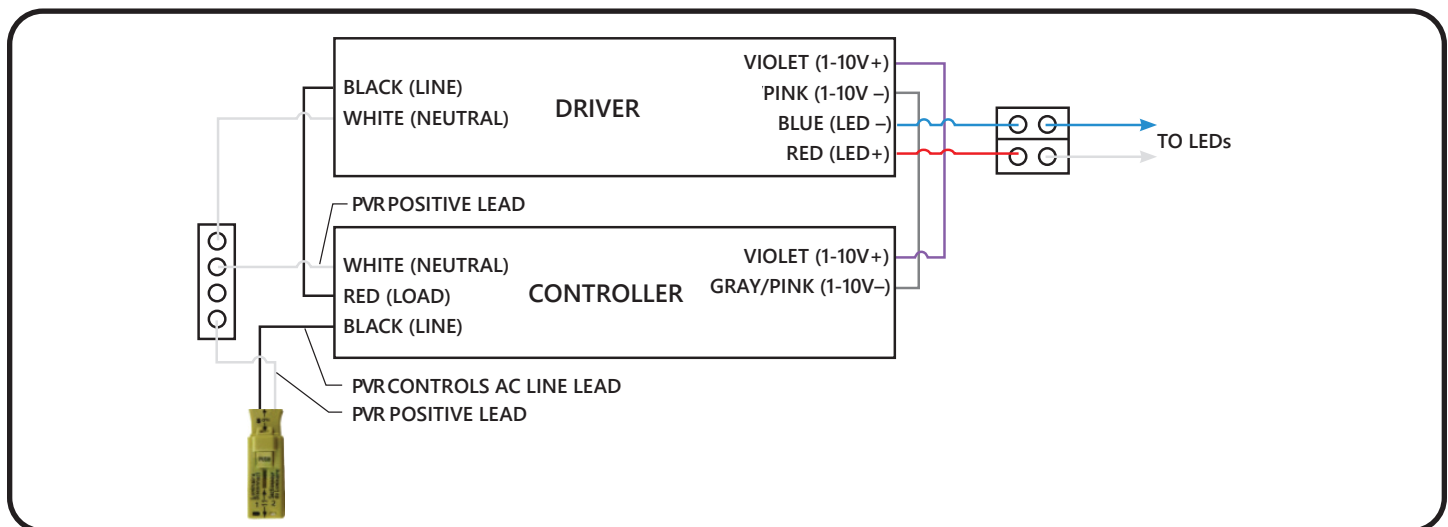 BLACK (LINE)
WHITE (NEUTRAL)
DRIVER
VIOLET (1-10V+)
PINK (1-10V –)
BLUE (LED –)
RED (LED+)
TO LEDs
PVR POSITIVE LEAD
WHITE (NEUTRAL)
RED (LOAD)
BLACK (LINE)
CONTROLLER
VIOLET (1-10V+)
GRAY/PINK (1-10V–)
PVR CONTROLS AC LINE LEAD
PVR POSITIVE LEAD